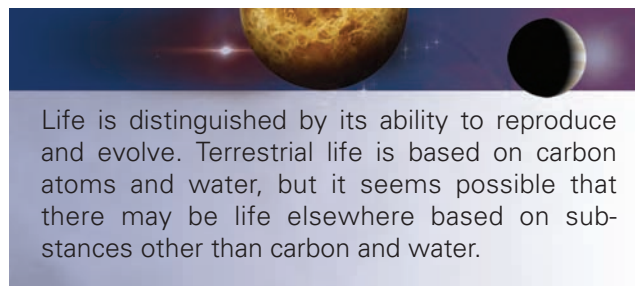 Life is distinguished by its ability to reproduce
and evolve. Terrestrial life is based on carbon
atoms and water, but it seems possible that
there may be life elsewhere based on sub-
stances other than carbon and water.